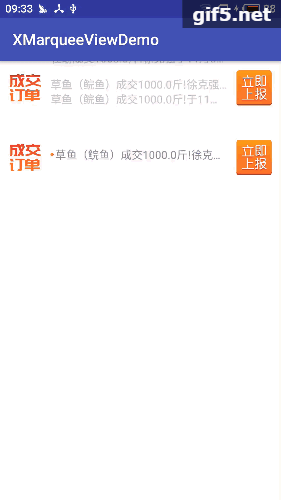 09:33
gif5.net
38
XMarqueeViewDemo
成交
订单
草鱼（鲩鱼）成交1000.0斤!徐克强...
草鱼（鲩鱼）成交1000.0斤!于11...
立即
上报
成交
订单
草鱼（鲩鱼）成交1000.0斤!徐克...
立即
上报